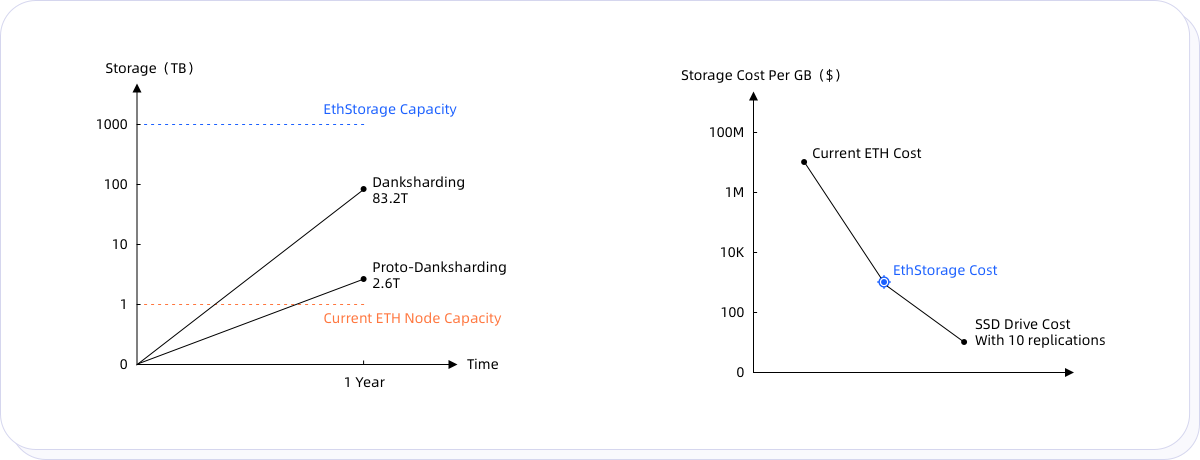 Storage (TB)
EthStorage Capacity
1000
Danksharding
83.2T
100
10
Proto-Danksharding
2.6T
1
Current ETH Node Capacity
0
Time
1 Year
Storage Cost Per GB ($)
100M
Current ETH Cost
1M
10K
EthStorage Cost
100
SSD Drive Cost
With 10 replications
0